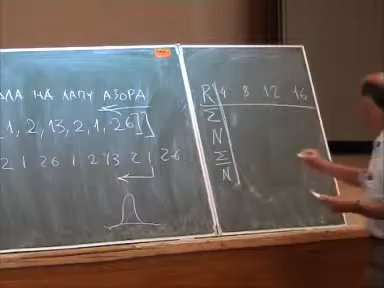 АЛА НА ЛАПУ АЗОРА
1, 2, 13, 2, 1, 26]]
2 1 26 1 2 13 2 1 26
R 4 8 12 16
Σ
N
Σ
N